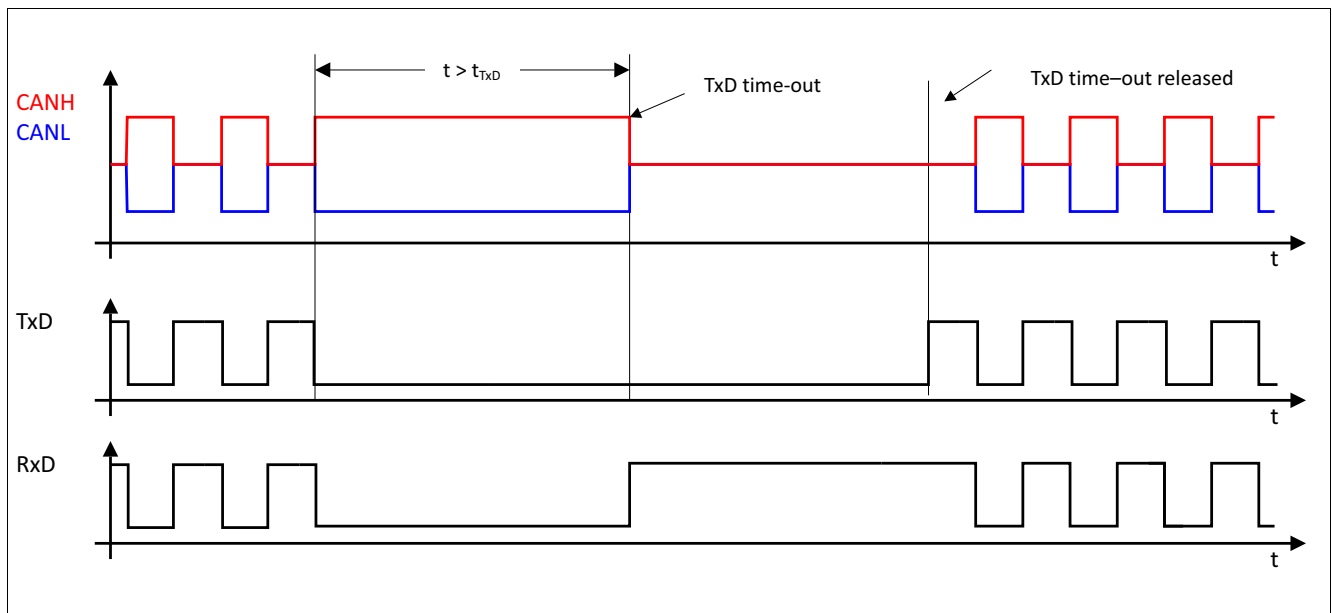 t > tTxD
TxD time-out
TxD time–out released
CANH
CANL
t
TxD
t
RxD
t